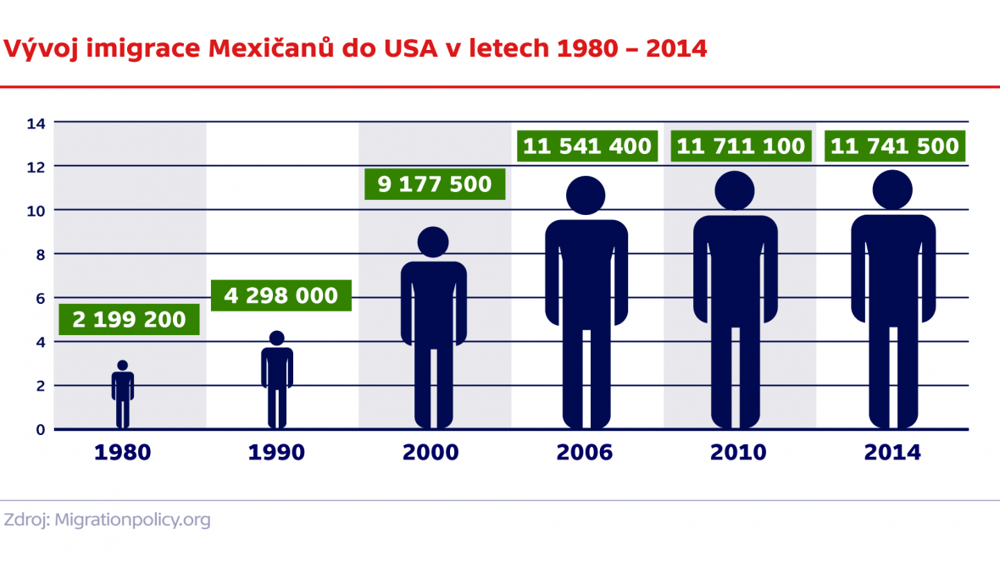 Vývoj imigrace Mexičanů do USA v letech 1980 – 2014
14
12
10
8
6
4
2
0
2 199 200
4 298 000
9 177 500
11 541 400
11 711 100
11 741 500
1980 1990 2000 2006 2010 2014
Zdroj: Migrationpolicy.org